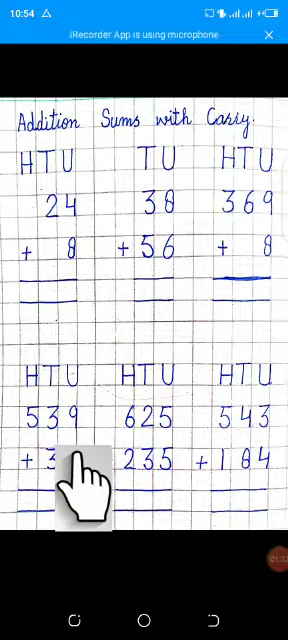 10:54
iRecorder App is using microphone
Addition Sums with Carry.
HTU TU HTU
24 38 369
+ 8 +56 + 8
HTU HTU HTU
539 625 543
+3 235 +184